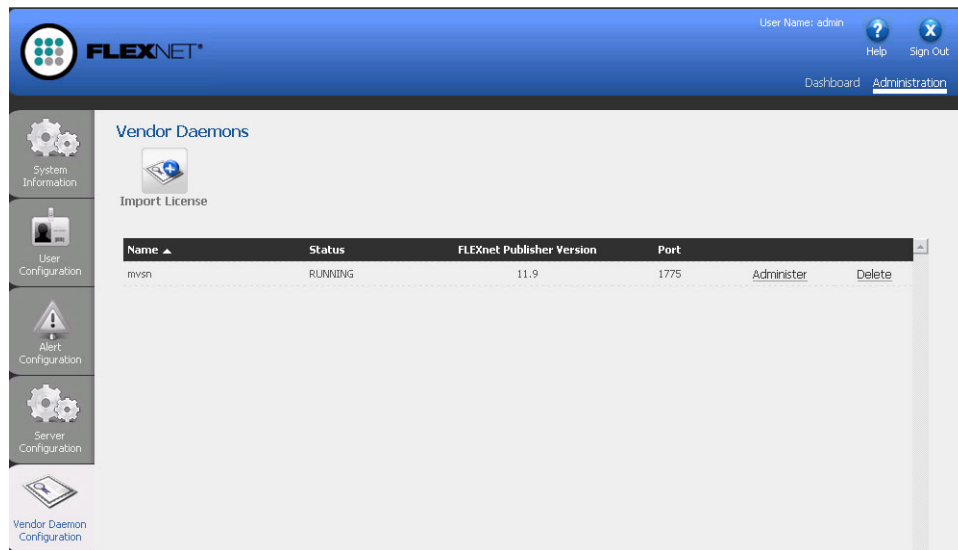 User Name: admin
FLEXNET
Help
Sign Out
Dashboard
Administration
System
Information
User
Configuration
Alert
Configuration
Server
Configuration
Vendor Daemon
Configuration
Vendor Daemons
Import License
Name Status FLEXnet Publisher Version Port
mvsn RUNNING 11.9 1775 Administer Delete